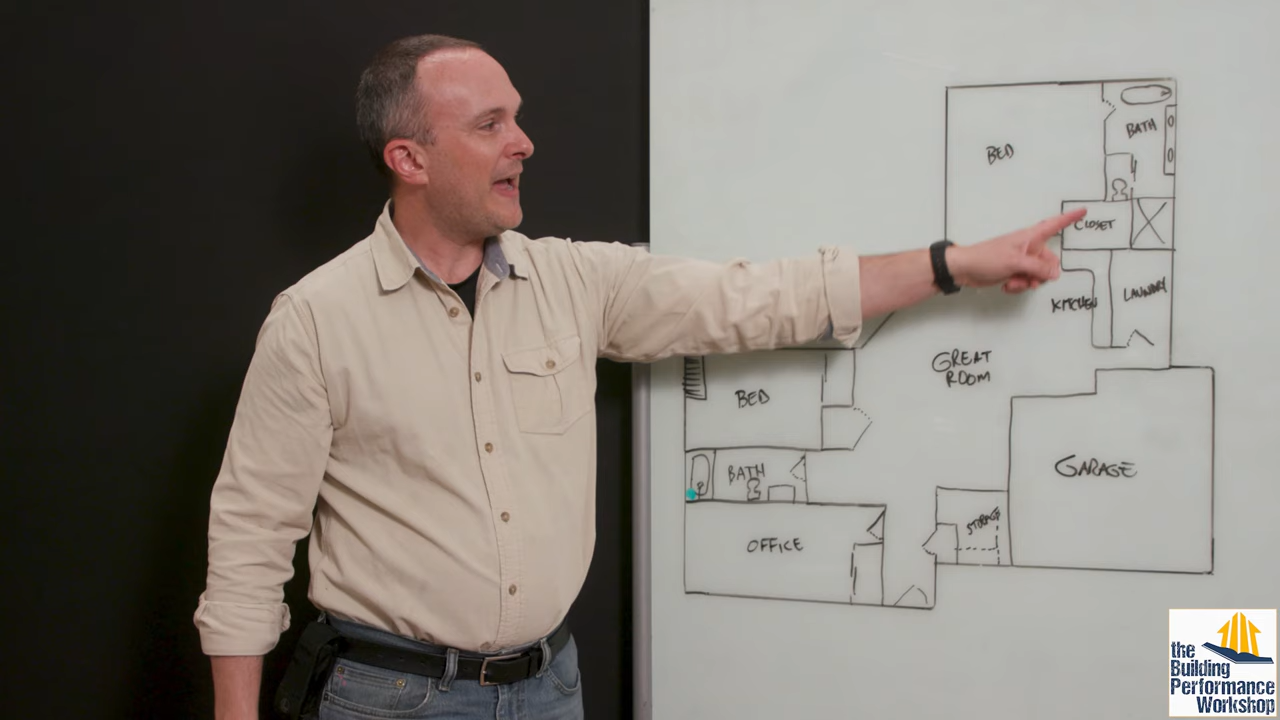 BED
BATH
CLOSET
KITCHEN
LAUNDRY
GREAT
ROOM
BED
BATH
GARAGE
STORAGE
OFFICE
the
Building
Performance
Workshop